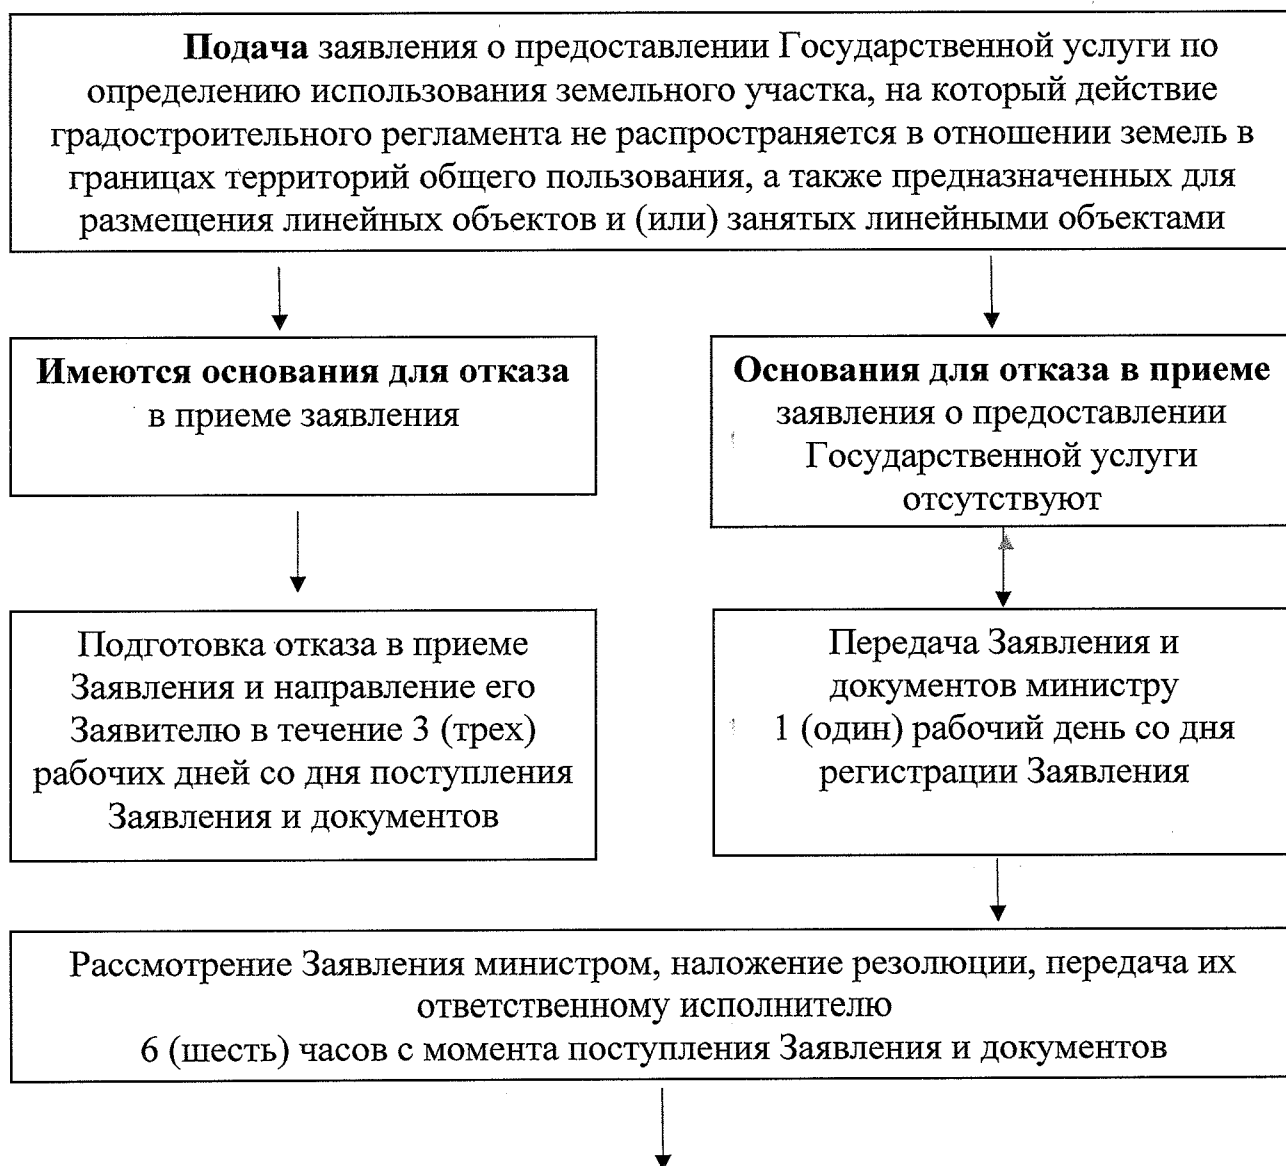 Подача заявления о предоставлении Государственной услуги по
определению использования земельного участка, на который действие
градостроительного регламента не распространяется в отношении земель в
границах территорий общего пользования, а также предназначенных для
размещения линейных объектов и (или) занятых линейными объектами
Имеются основания для отказа
в приеме заявления
Основания для отказа в приеме
заявления о предоставлении
Государственной услуги
отсутствуют
Подготовка отказа в приеме
Заявления и направление его
Заявителю в течение 3 (трех)
рабочих дней со дня поступления
Заявления и документов
Передача Заявления и
документов министру
1 (один) рабочий день со дня
регистрации Заявления
Рассмотрение Заявления министром, наложение резолюции, передача их
ответственному исполнителю
6 (шесть) часов с момента поступления Заявления и документов